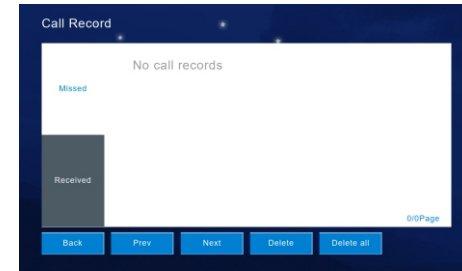 Call Record
No call records
Missed
Received
0/0Page
Back Prev Next Delete Delete all